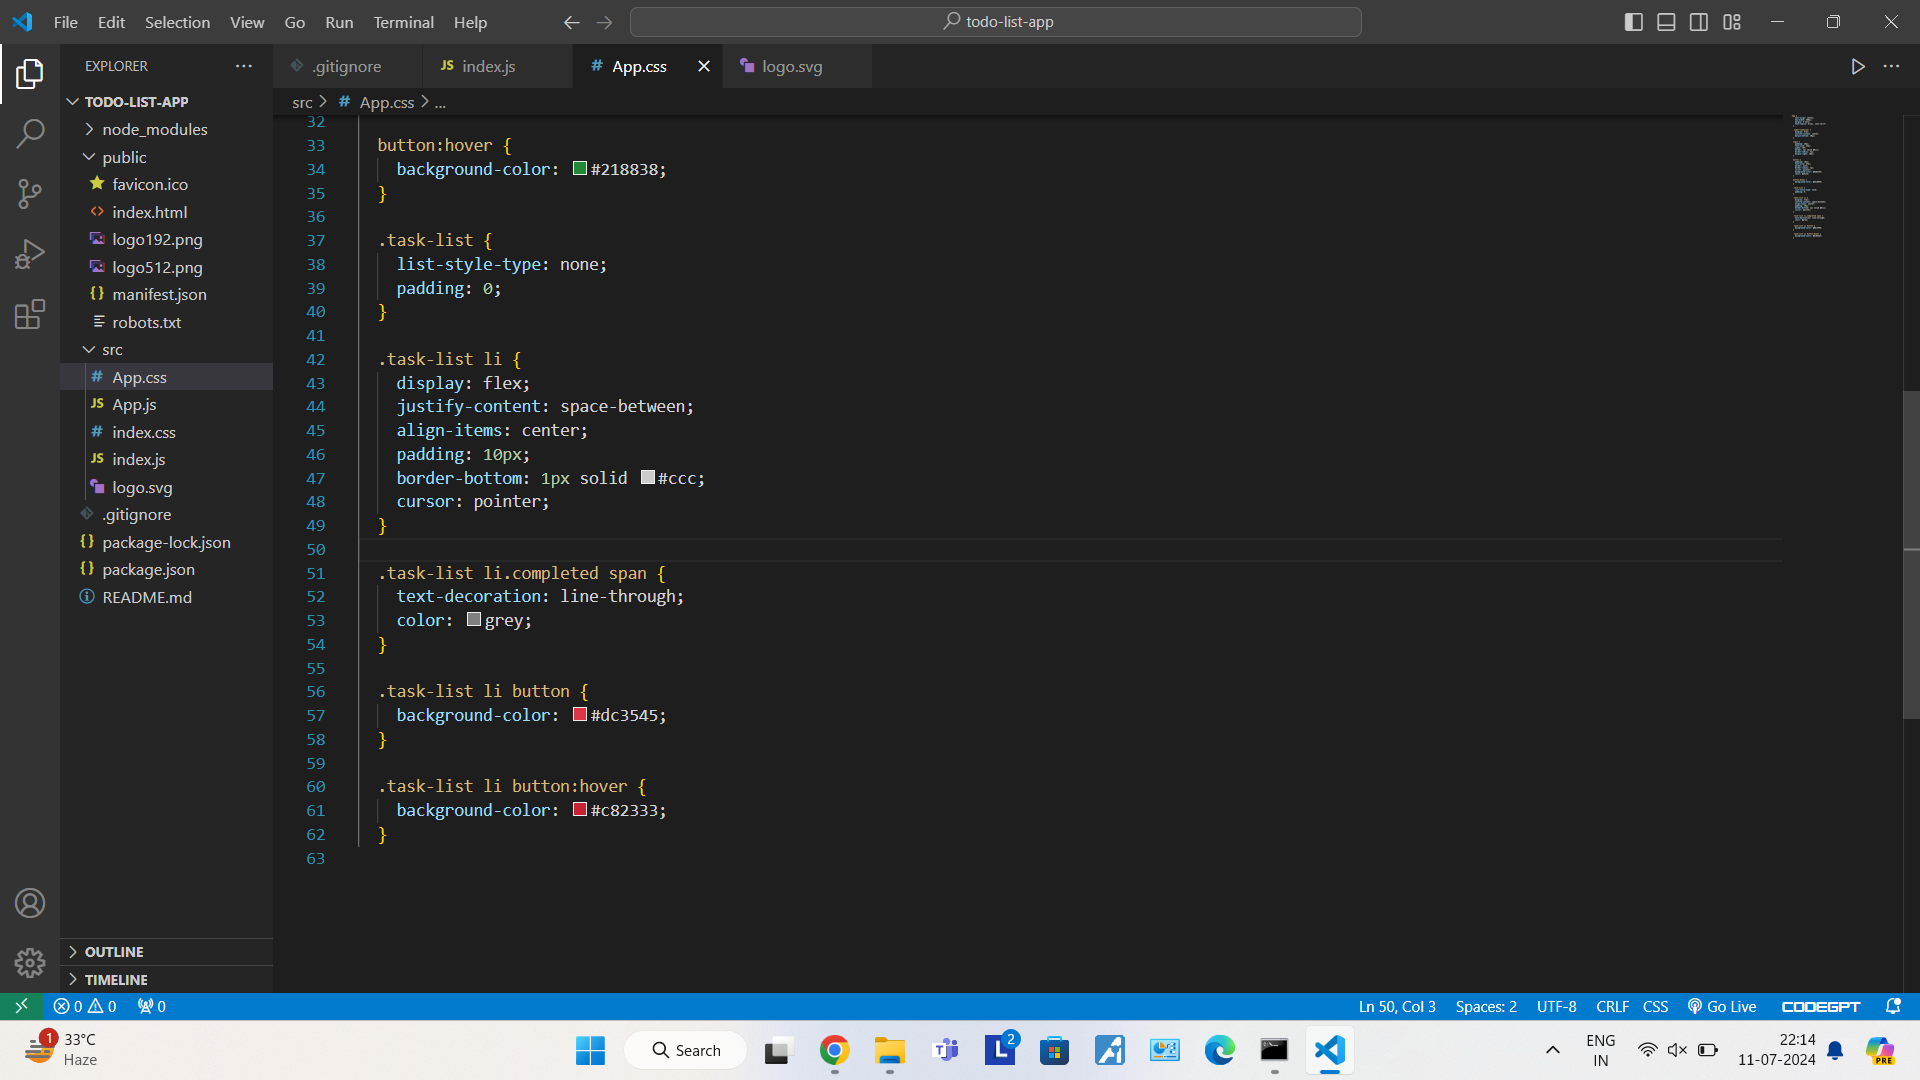 File Edit Selection View Go Run Terminal Help
todo-list-app
EXPLORER
TODO-LIST-APP
node_modules
public
favicon.ico
index.html
logo192.png
logo512.png
manifest.json
robots.txt
src
App.css
App.js
index.css
index.js
logo.svg
.gitignore
package-lock.json
package.json
README.md
OUTLINE
TIMELINE
.gitignore
JS index.js
# App.css
logo.svg
src > # App.css > ...
32
33 button:hover {
34 background-color: #218838;
35 }
36
37 .task-list {
38 list-style-type: none;
39 padding: 0;
40 }
41
42 .task-list li {
43 display: flex;
44 justify-content: space-between;
45 align-items: center;
46 padding: 10px;
47 border-bottom: 1px solid #ccc;
48 cursor: pointer;
49 }
50
51 .task-list li.completed span {
52 text-decoration: line-through;
53 color: grey;
54 }
55
56 .task-list li button {
57 background-color: #dc3545;
58 }
59
60 .task-list li button:hover {
61 background-color: #c82333;
62 }
63
0 0 0
Ln 50, Col 3 Spaces: 2 UTF-8 CRLF CSS Go Live CODEGPT
1
33°C
Haze
Search
2
ENG
IN
22:14
11-07-2024
PRE